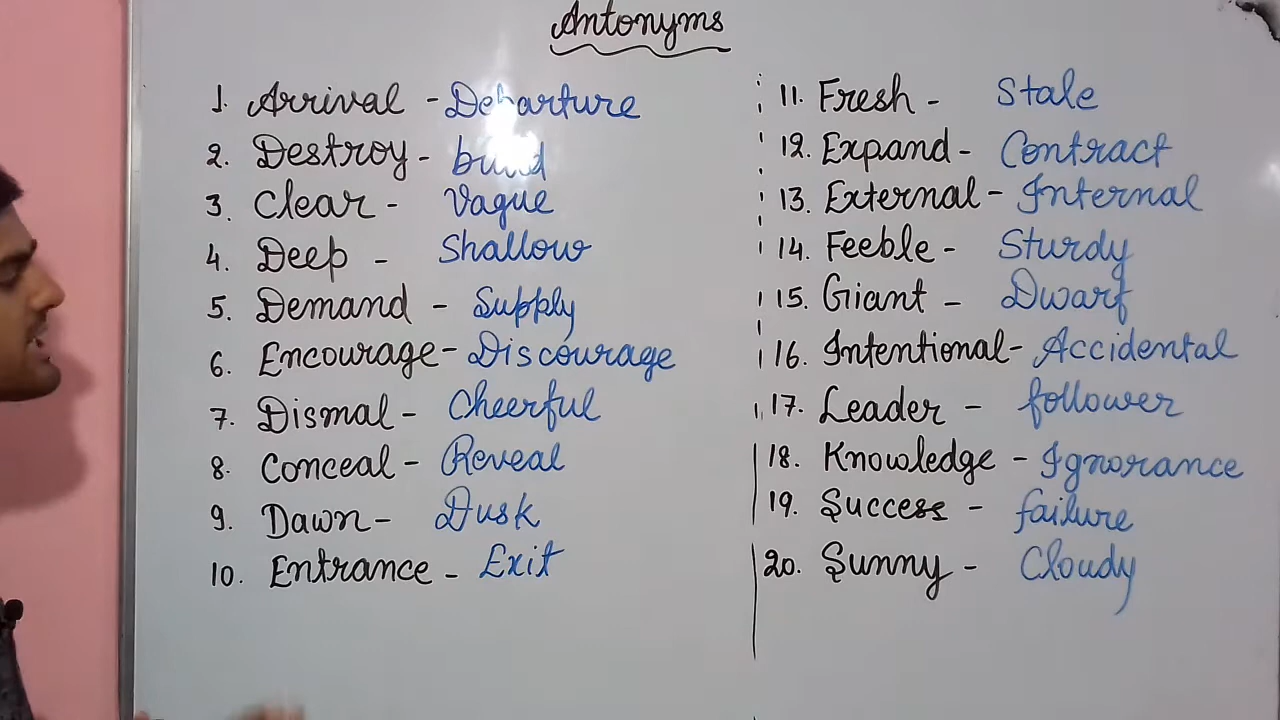 Antonyms
1. Arrival - Departure
2. Destroy - build
3. Clear - Vague
4. Deep - Shallow
5. Demand - Supply
6. Encourage - Discourage
7. Dismal - Cheerful
8. Conceal - Reveal
9. Dawn - Dusk
10. Entrance - Exit
11. Fresh - Stale
12. Expand - Contract
13. External - Internal
14. Feeble - Sturdy
15. Giant - Dwarf
16. Intentional - Accidental
17. Leader - follower
18. Knowledge - Ignorance
19. Success - failure
20. Sunny - Cloudy